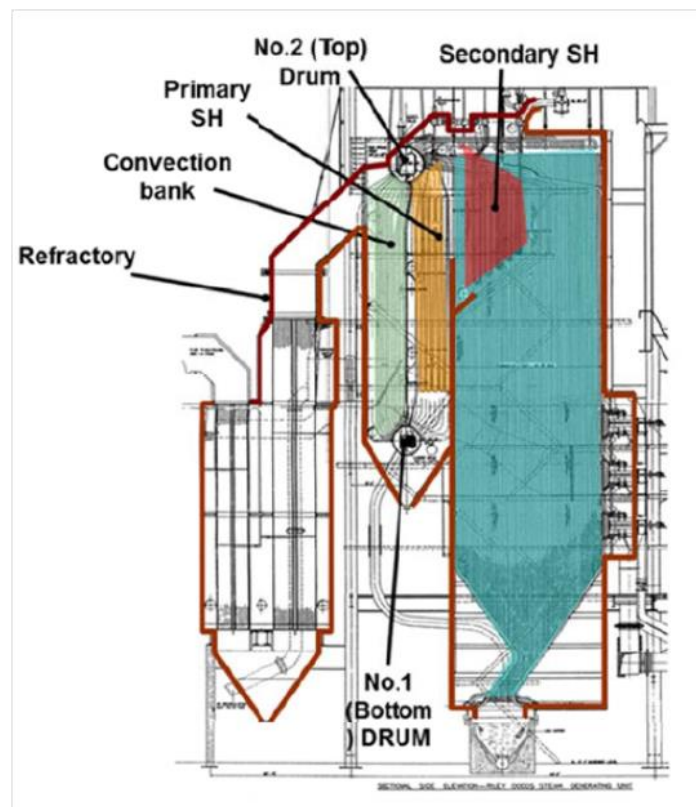 No.2 (Top)
Drum
Secondary SH
Primary
SH
Convection
bank
Refractory
No.1
(Bottom
) DRUM
SECTIONAL SIDE ELEVATION—RILEY DODDS STEAM GENERATING UNIT